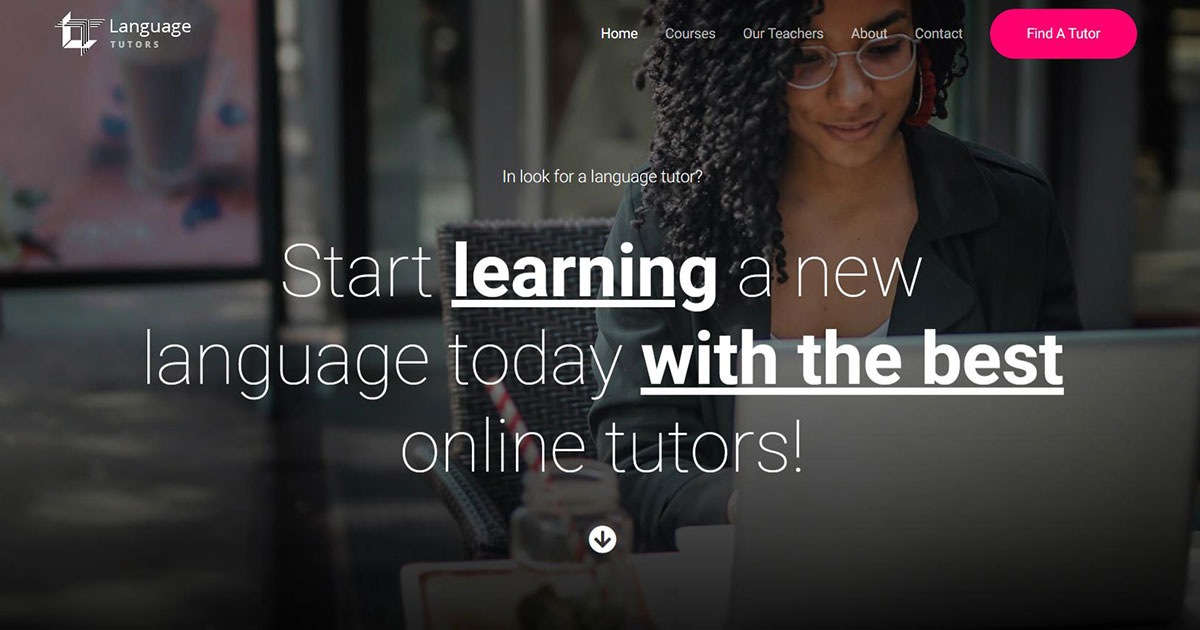 Language
TUTORS
Home Courses Our Teachers About Contact Find A Tutor
In look for a language tutor?
Start learning a new
language today with the best
online tutors!